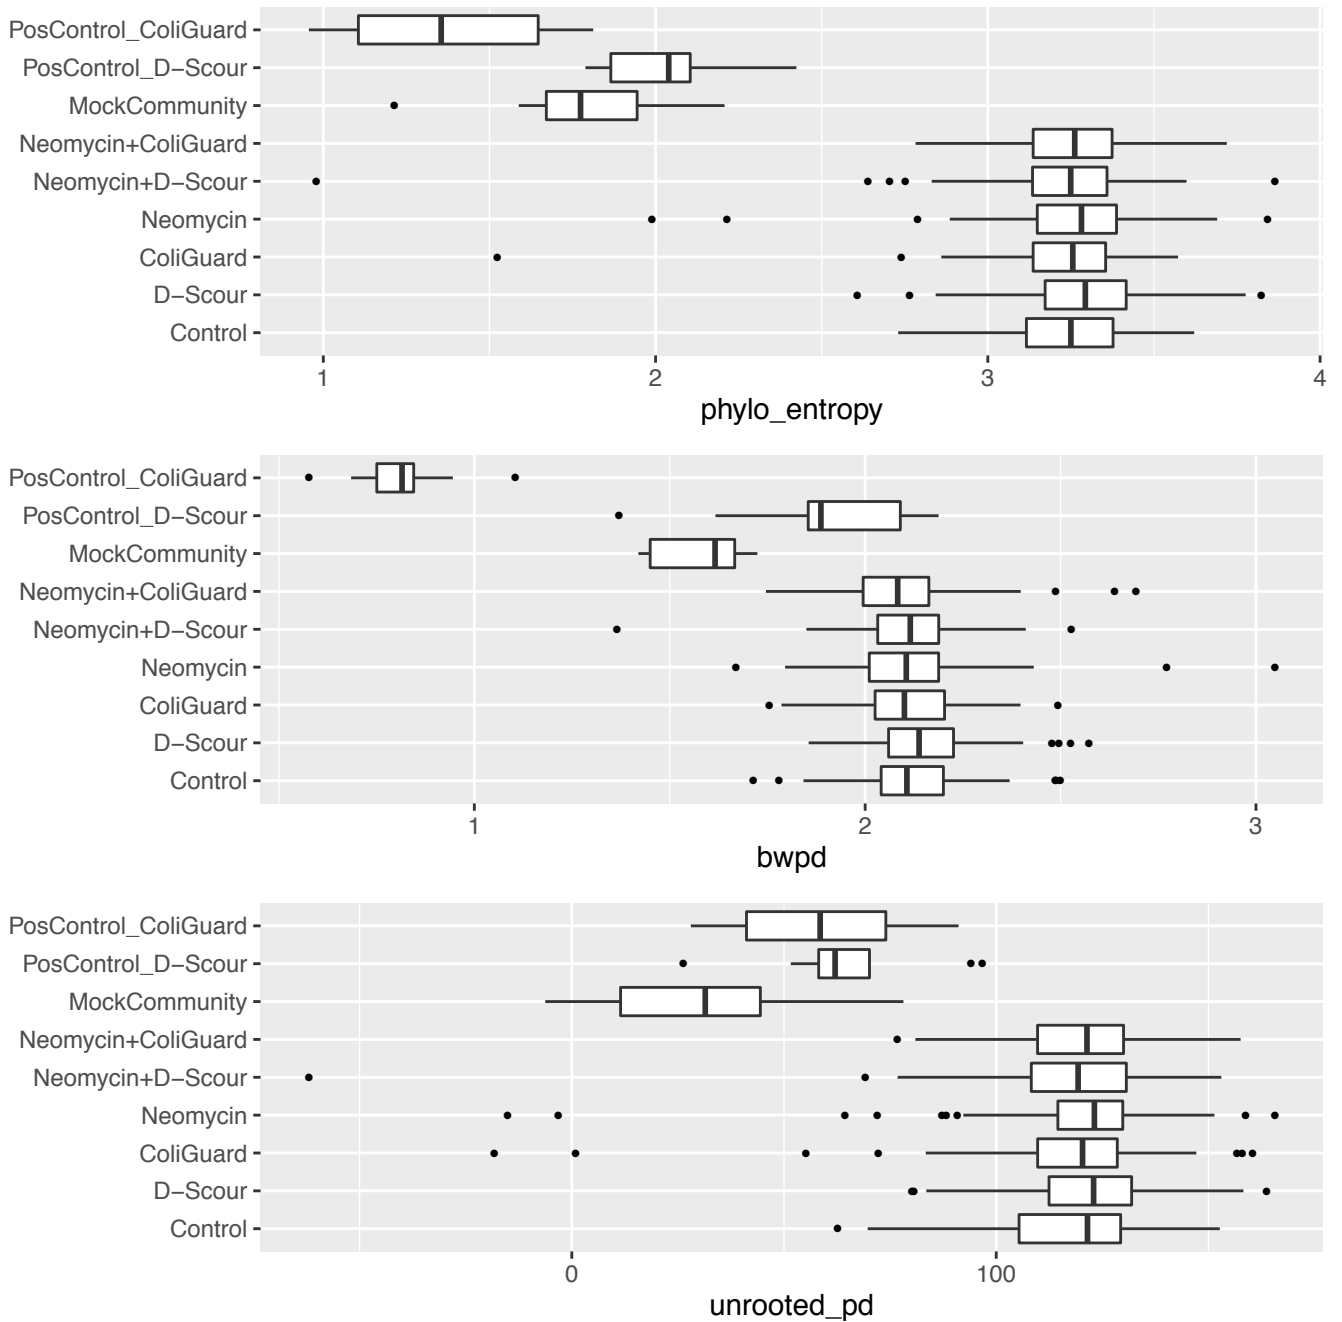 PosControl_ColiGuard
PosControl_D−Scour
MockCommunity
Neomycin+ColiGuard
Neomycin+D−Scour
Neomycin
ColiGuard
D−Scour
Control
1 2 3 4
phylo_entropy
PosControl_ColiGuard
PosControl_D−Scour
MockCommunity
Neomycin+ColiGuard
Neomycin+D−Scour
Neomycin
ColiGuard
D−Scour
Control
1 2 3
bwpd
PosControl_ColiGuard
PosControl_D−Scour
MockCommunity
Neomycin+ColiGuard
Neomycin+D−Scour
Neomycin
ColiGuard
D−Scour
Control
0 100
unrooted_pd